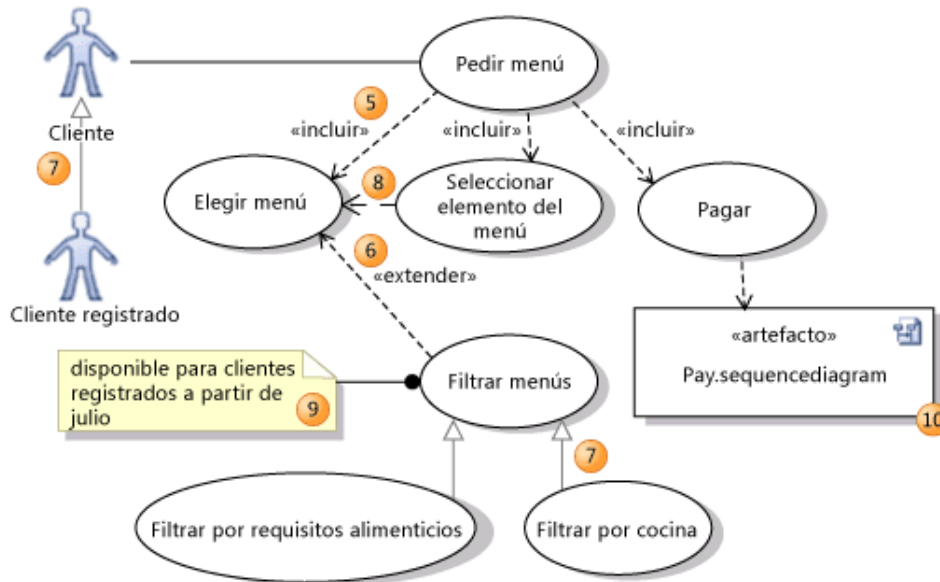 Pedir menú
5
Cliente
«incluir»
«incluir»
«incluir»
7
8
Elegir menú
Seleccionar
elemento del
menú
Pagar
6
«extender»
Cliente registrado
«artefacto»
Pay.sequencediagram
10
disponible para clientes
registrados a partir de
julio
9
Filtrar menús
7
Filtrar por requisitos alimenticios
Filtrar por cocina